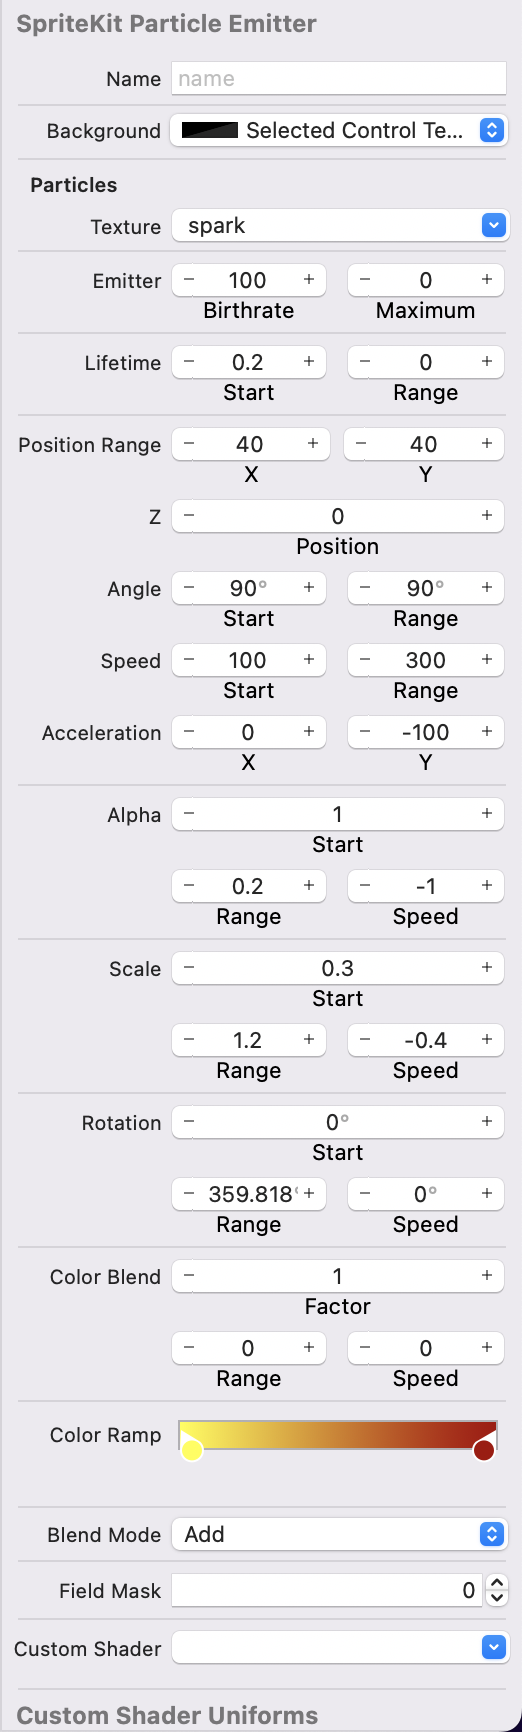 SpriteKit Particle Emitter
Name name
Background Selected Control Te...
Particles
Texture spark
Emitter − 100 + − 0 +
Birthrate Maximum
Lifetime − 0.2 + − 0 +
Start Range
Position Range − 40 + − 40 +
X Y
Z − 0 +
Position
Angle − 90° + − 90° +
Start Range
Speed − 100 + − 300 +
Start Range
Acceleration − 0 + − -100 +
X Y
Alpha − 1 +
Start
− 0.2 + − -1 +
Range Speed
Scale − 0.3 +
Start
− 1.2 + − -0.4 +
Range Speed
Rotation − 0° +
Start
− 359.818° + − 0° +
Range Speed
Color Blend − 1 +
Factor
− 0 + − 0 +
Range Speed
Color Ramp
Blend Mode Add
Field Mask 0
Custom Shader
Custom Shader Uniforms